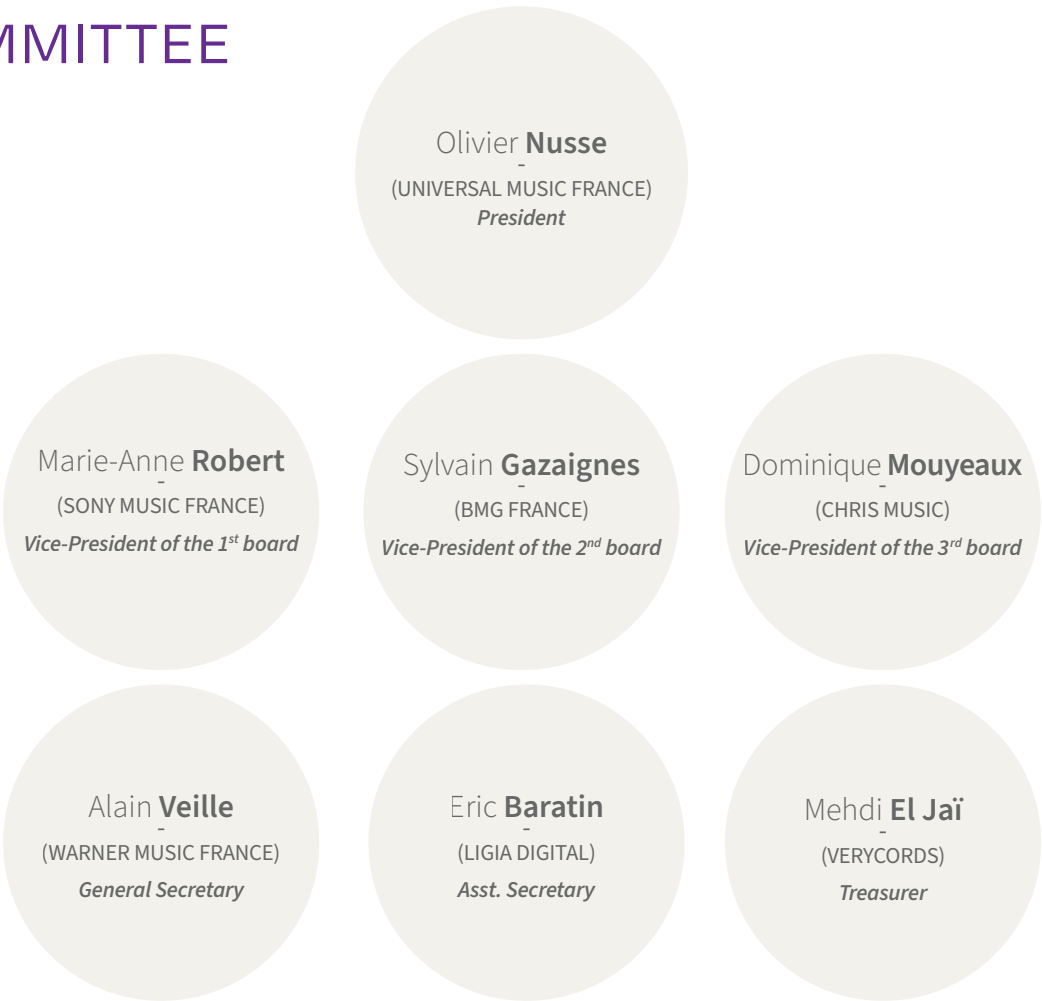 MMITTEE
Olivier Nusse
-
(UNIVERSAL MUSIC FRANCE)
President
Marie-Anne Robert
-
(SONY MUSIC FRANCE)
Vice-President of the 1st board
Sylvain Gazaignes
-
(BMG FRANCE)
Vice-President of the 2nd board
Dominique Mouyeaux
-
(CHRIS MUSIC)
Vice-President of the 3rd board
Alain Veille
-
(WARNER MUSIC FRANCE)
General Secretary
Eric Baratin
-
(LIGIA DIGITAL)
Asst. Secretary
Mehdi El Jaï
-
(VERYCORDS)
Treasurer